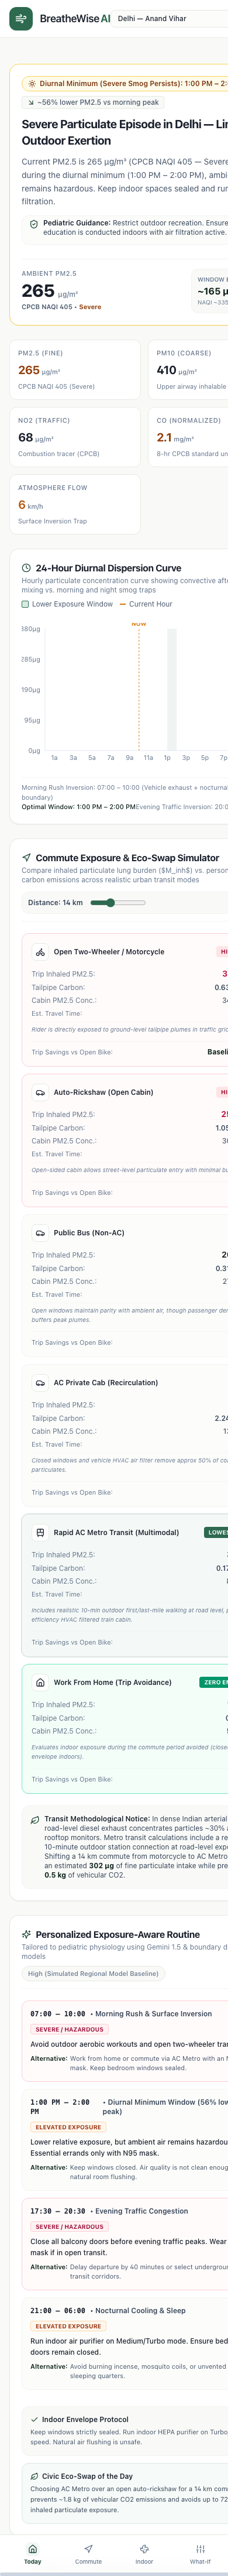 BreatheWise AI
Delhi — Anand Vihar
Diurnal Minimum (Severe Smog Persists): 1:00 PM – 2:
~56% lower PM2.5 vs morning peak
Severe Particulate Episode in Delhi — Lim
Outdoor Exertion
Current PM2.5 is 265 µg/m³ (CPCB NAQI 405 — Severe
during the diurnal minimum (1:00 PM – 2:00 PM), ambi
remains hazardous. Keep indoor spaces sealed and run
filtration.
Pediatric Guidance: Restrict outdoor recreation. Ensure
education is conducted indoors with air filtration active.
AMBIENT PM2.5
265 µg/m³
CPCB NAQI 405 • Severe
WINDOW
~165 µ
NAQI ~335
PM2.5 (FINE)
265 µg/m³
CPCB NAQI 405 (Severe)
PM10 (COARSE)
410 µg/m³
Upper airway inhalable
NO2 (TRAFFIC)
68 µg/m³
Combustion tracer (CPCB)
CO (NORMALIZED)
2.1 mg/m³
8-hr CPCB standard un
ATMOSPHERE FLOW
6 km/h
Surface Inversion Trap
24-Hour Diurnal Dispersion Curve
Hourly particulate concentration curve showing convective afte
mixing vs. morning and night smog traps
Lower Exposure Window
Current Hour
NOW
380µg
285µg
190µg
95µg
0µg
1a 3a 5a 7a 9a 11a 1p 3p 5p 7p
Morning Rush Inversion: 07:00 – 10:00 (Vehicle exhaust + nocturnal
boundary)
Optimal Window: 1:00 PM – 2:00 PMEvening Traffic Inversion: 20:0
Commute Exposure & Eco-Swap Simulator
Compare inhaled particulate lung burden ($M_inh$) vs. person
carbon emissions across realistic urban transit modes
Distance: 14 km
Open Two-Wheeler / Motorcycle
HI
Trip Inhaled PM2.5:
3
Tailpipe Carbon:
0.63
Cabin PM2.5 Conc.:
34
Est. Travel Time:
Rider is directly exposed to ground-level tailpipe plumes in traffic grid
Trip Savings vs Open Bike:
Baseli
Auto-Rickshaw (Open Cabin)
HI
Trip Inhaled PM2.5:
25
Tailpipe Carbon:
1.05
Cabin PM2.5 Conc.:
30
Est. Travel Time:
Open-sided cabin allows street-level particulate entry with minimal bu
Trip Savings vs Open Bike:
Public Bus (Non-AC)
Trip Inhaled PM2.5:
20
Tailpipe Carbon:
0.31
Cabin PM2.5 Conc.:
27
Est. Travel Time:
Open windows maintain parity with ambient air, though passenger den
buffers peak plumes.
Trip Savings vs Open Bike:
AC Private Cab (Recirculation)
Trip Inhaled PM2.5:
Tailpipe Carbon:
2.24
Cabin PM2.5 Conc.:
13
Est. Travel Time:
Closed windows and vehicle HVAC air filter remove approx 50% of coa
particulates.
Trip Savings vs Open Bike:
Rapid AC Metro Transit (Multimodal)
LOWES
Trip Inhaled PM2.5:
Tailpipe Carbon:
0.17
Cabin PM2.5 Conc.:
Est. Travel Time:
Includes realistic 10-min outdoor first/last-mile walking at road level, p
efficiency HVAC filtered train cabin.
Trip Savings vs Open Bike:
Work From Home (Trip Avoidance)
ZERO EM
Trip Inhaled PM2.5:
Tailpipe Carbon:
Cabin PM2.5 Conc.:
Est. Travel Time:
Evaluates indoor exposure during the commute period avoided (close
envelope indoors).
Trip Savings vs Open Bike:
Transit Methodological Notice: In dense Indian arterial
road-level diesel exhaust concentrates particles ~30% a
rooftop monitors. Metro transit calculations include a re
10-minute outdoor station connection at road-level expo
Shifting a 14 km commute from motorcycle to AC Metro
an estimated 302 µg of fine particulate intake while pre
0.5 kg of vehicular CO2.
Personalized Exposure-Aware Routine
Tailored to pediatric physiology using Gemini 1.5 & boundary d
models
High (Simulated Regional Model Baseline)
07:00 – 10:00 • Morning Rush & Surface Inversion
SEVERE / HAZARDOUS
Avoid outdoor aerobic workouts and open two-wheeler tran
Alternative: Work from home or commute via AC Metro with an N
mask. Keep bedroom windows sealed.
1:00 PM – 2:00 PM • Diurnal Minimum Window (56% low
peak)
ELEVATED EXPOSURE
Lower relative exposure, but ambient air remains hazardou
Essential errands only with N95 mask.
Alternative: Keep windows closed. Air quality is not clean enoug
natural room flushing.
17:30 – 20:30 • Evening Traffic Congestion
SEVERE / HAZARDOUS
Close all balcony doors before evening traffic peaks. Wear
mask if in open transit.
Alternative: Delay departure by 40 minutes or select undergroun
transit corridors.
21:00 – 06:00 • Nocturnal Cooling & Sleep
ELEVATED EXPOSURE
Run indoor air purifier on Medium/Turbo mode. Ensure bed
doors remain closed.
Alternative: Avoid burning incense, mosquito coils, or unvented
sleeping quarters.
Indoor Envelope Protocol
Keep windows strictly sealed. Run indoor HEPA purifier on Turbo
speed. Natural air flushing is unsafe.
Civic Eco-Swap of the Day
Choosing AC Metro over an open auto-rickshaw for a 14 km comm
prevents ~1.8 kg of vehicular CO2 emissions and avoids up to 72
inhaled particulate exposure.
Today
Commute
Indoor
What-If